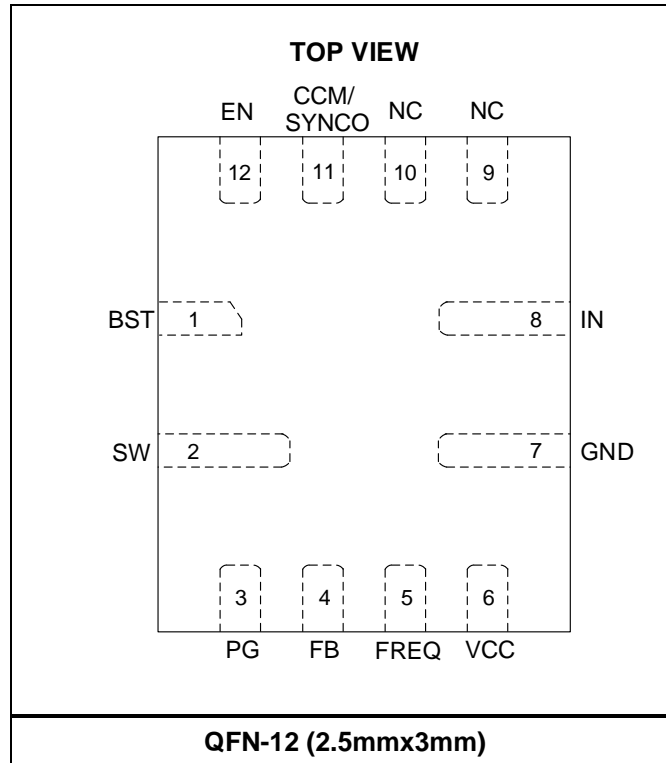 TOP VIEW
EN
CCM/
SYNCO
NC
NC
12
11
10
9
BST
1
8
IN
SW
2
7
GND
3
4
5
6
PG
FB
FREQ
VCC
QFN-12 (2.5mmx3mm)